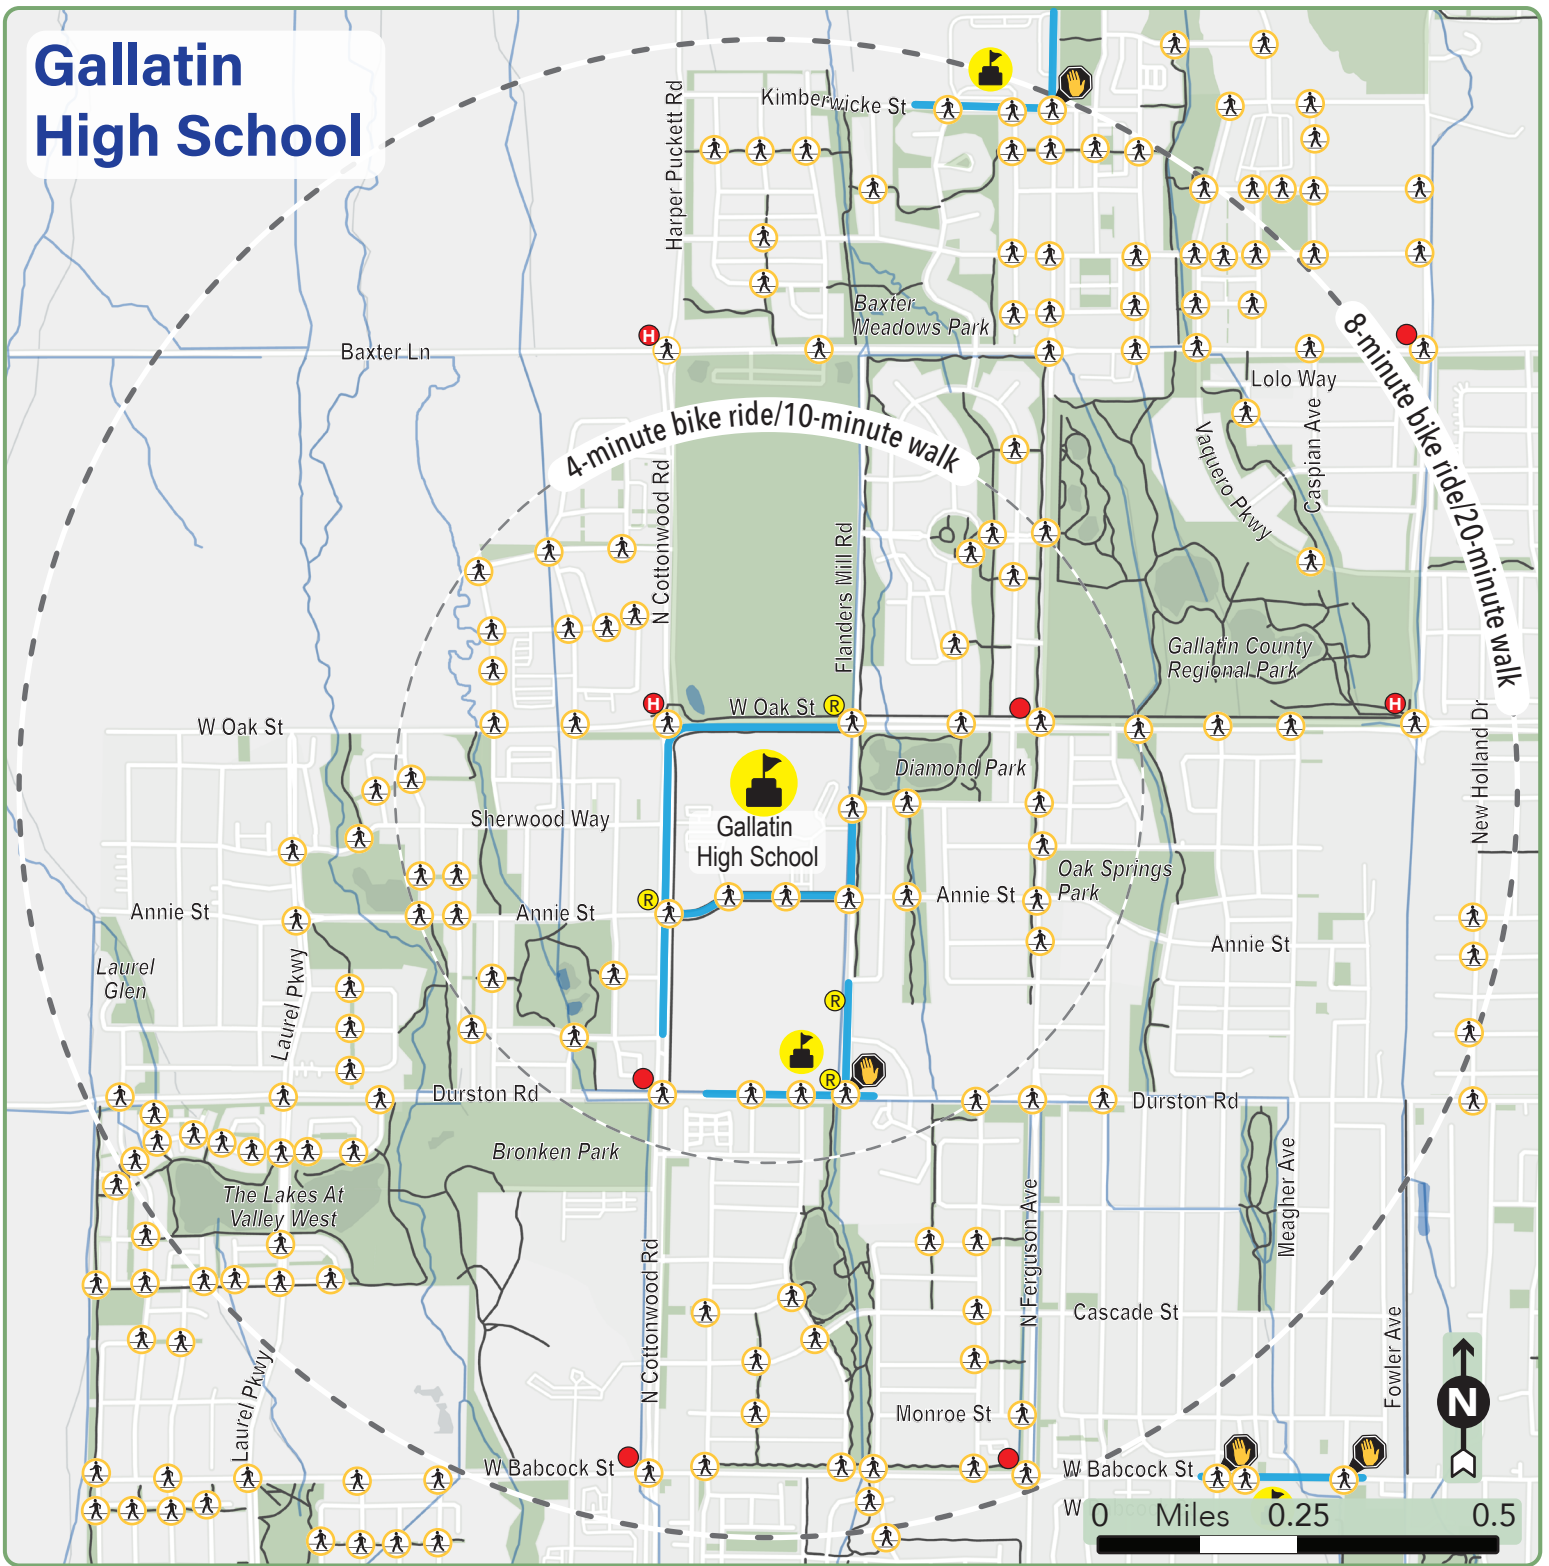 Gallatin
High School
Kimberwicke St
Harper Puckett Rd
Baxter
Meadows Park
H
Baxter Ln
Lolo Way
8-minute bike ride/20-minute walk
4-minute bike ride/10-minute walk
Vaquero Pkwy
Caspian Ave
N Cottonwood Rd
Flanders Mill Rd
Gallatin County
Regional Park
H
W Oak St
R
H
W Oak St
New Holland Dr
Diamond Park
Sherwood Way
Gallatin
High School
Oak Springs
Park
R
Annie St
Annie St
Annie St
Annie St
Laurel
Glen
Laurel Pkwy
R
R
Durston Rd
Durston Rd
Bronken Park
Meagher Ave
The Lakes At
Valley West
N Ferguson Ave
N Cottonwood Rd
Cascade St
Fowler Ave
Laurel Pkwy
N
Monroe St
W Babcock St
W Babcock St
W
0 Miles 0.25 0.5